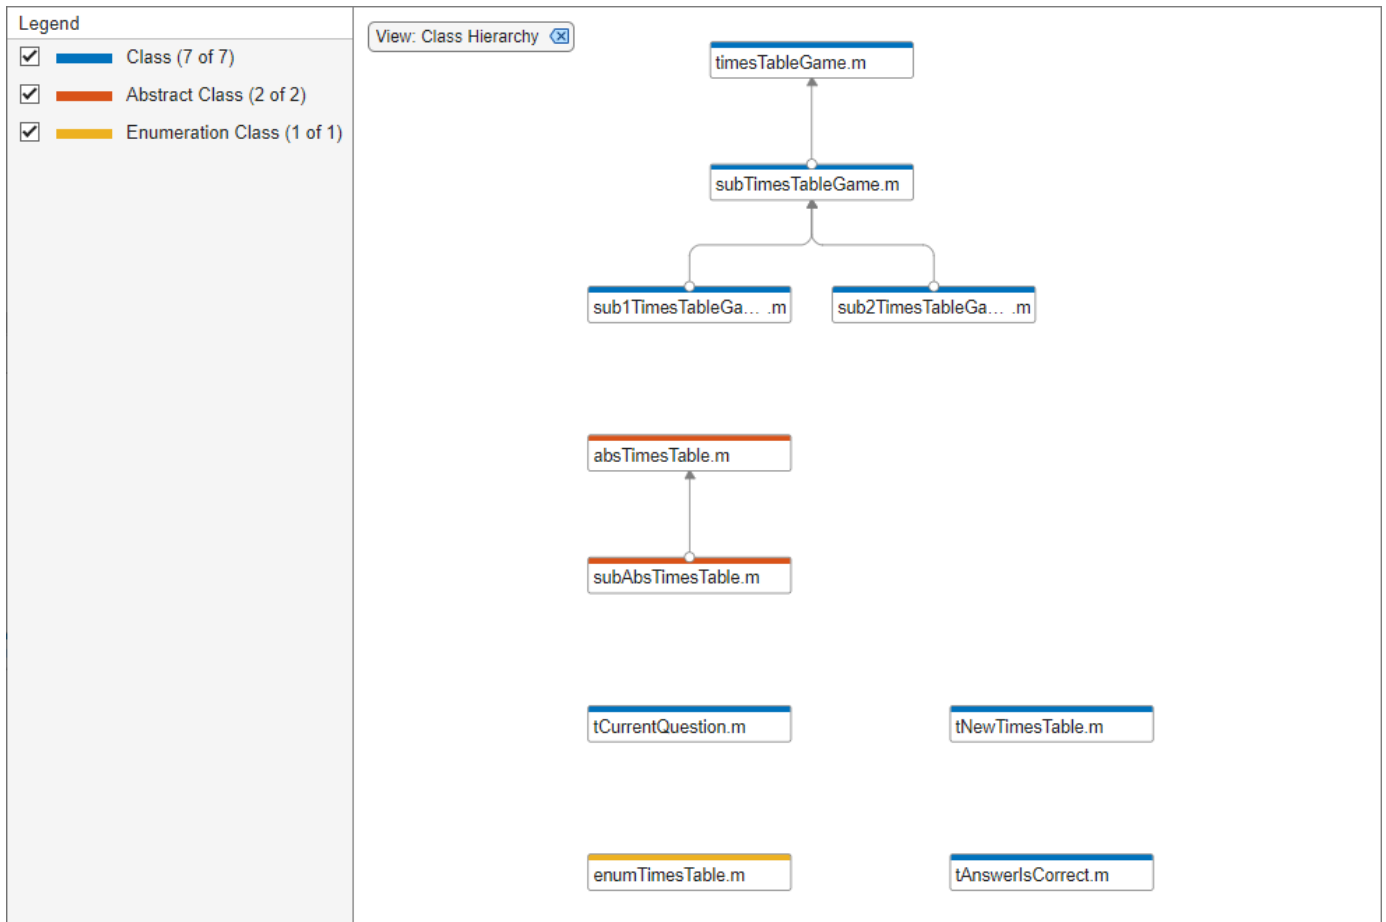 Legend
Class (7 of 7)
Abstract Class (2 of 2)
Enumeration Class (1 of 1)
View: Class Hierarchy
timesTableGame.m
subTimesTableGame.m
sub1TimesTableGa... .m
sub2TimesTableGa... .m
absTimesTable.m
subAbsTimesTable.m
tCurrentQuestion.m
tNewTimesTable.m
enumTimesTable.m
tAnswerIsCorrect.m